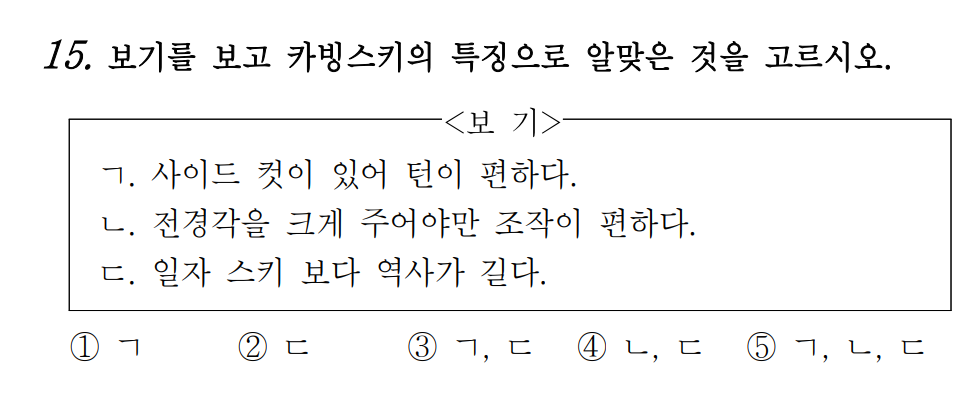 15. 보기를 보고 카빙스키의 특징으로 알맞은 것을 고르시오.
<보 기>
ㄱ. 사이드 컷이 있어 턴이 편하다.
ㄴ. 전경각을 크게 주어야만 조작이 편하다.
ㄷ. 일자 스키 보다 역사가 길다.
① ㄱ ② ㄷ ③ ㄱ, ㄷ ④ ㄴ, ㄷ ⑤ ㄱ, ㄴ, ㄷ